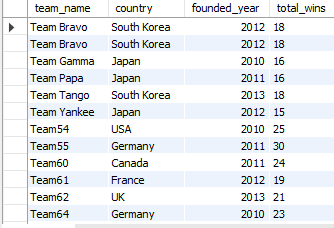 team_name country founded_year total_wins
Team Bravo South Korea 2012 18
Team Bravo South Korea 2012 18
Team Gamma Japan 2010 16
Team Papa Japan 2011 16
Team Tango South Korea 2013 18
Team Yankee Japan 2012 15
Team54 USA 2010 25
Team55 Germany 2011 30
Team60 Canada 2011 24
Team61 France 2012 19
Team62 UK 2013 21
Team64 Germany 2010 23